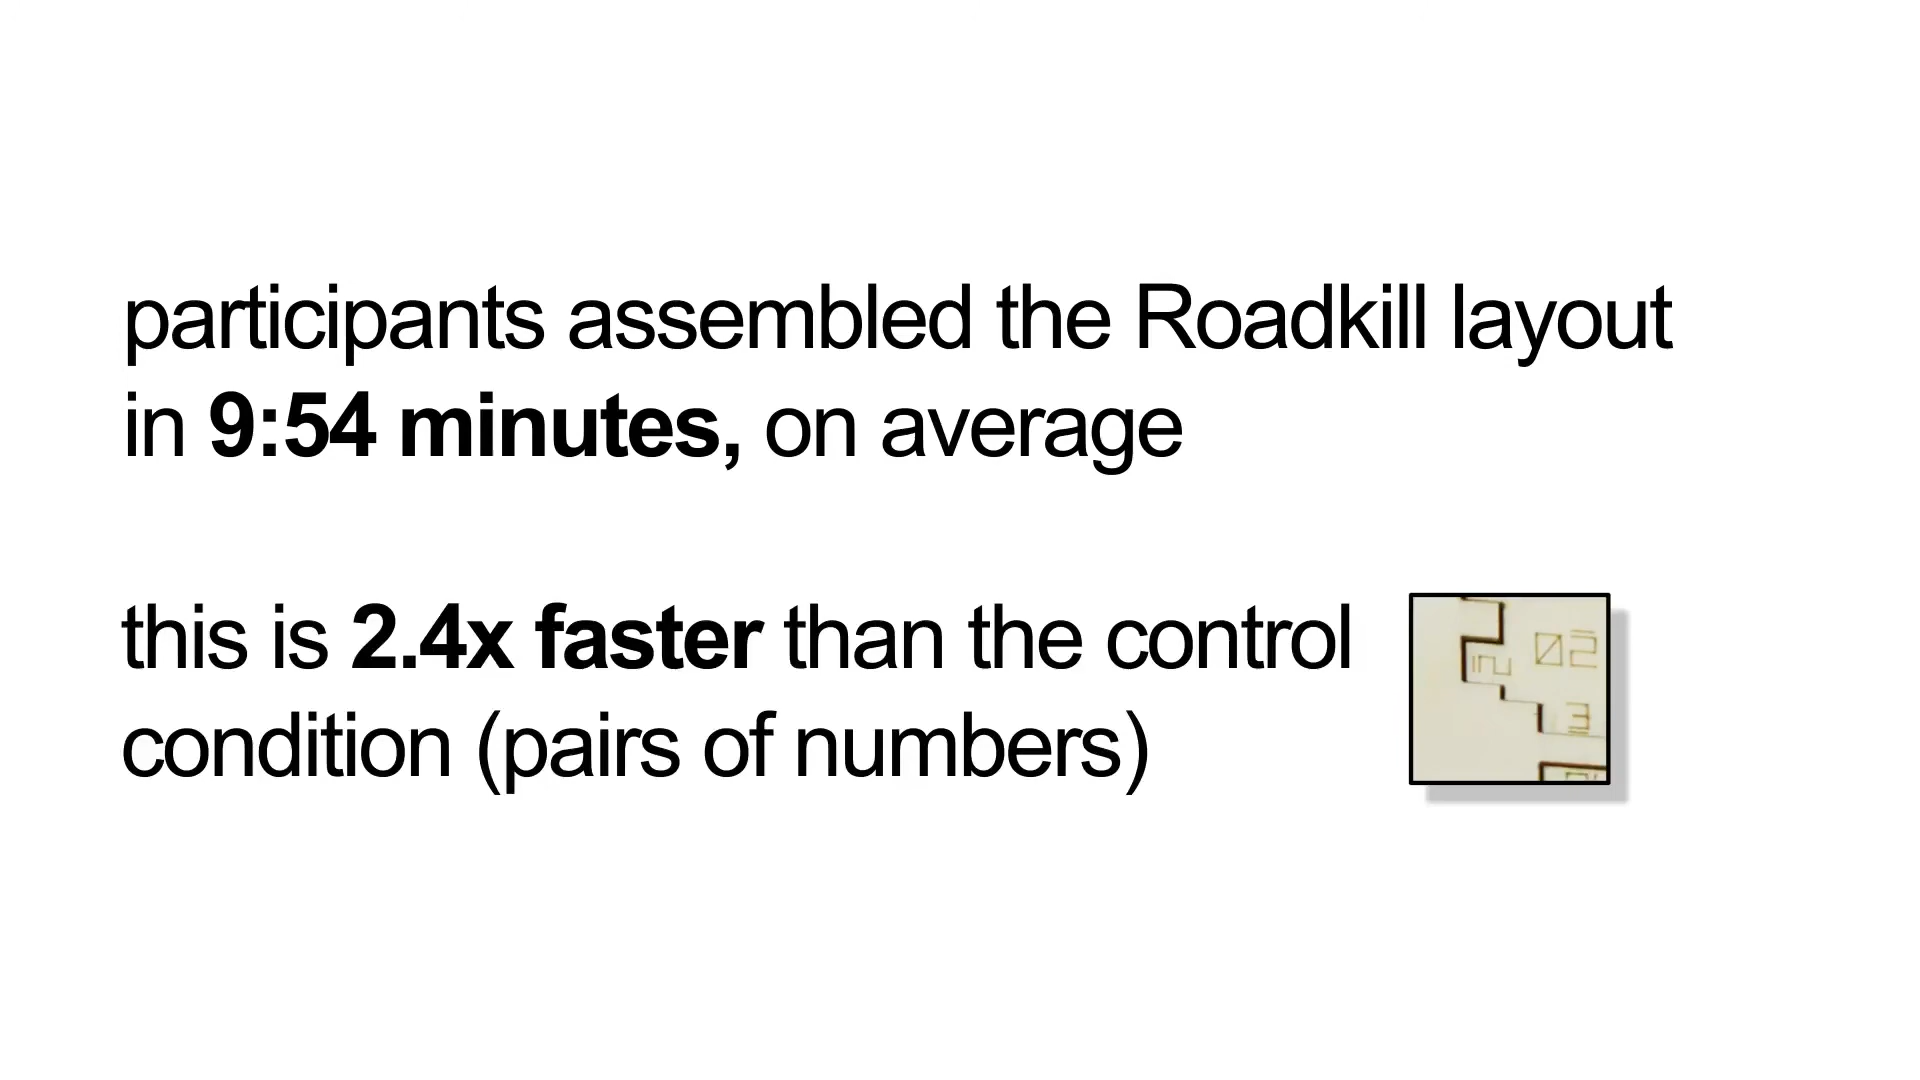 participants assembled the Roadkill layout
in 9:54 minutes, on average
this is 2.4x faster than the control
condition (pairs of numbers)